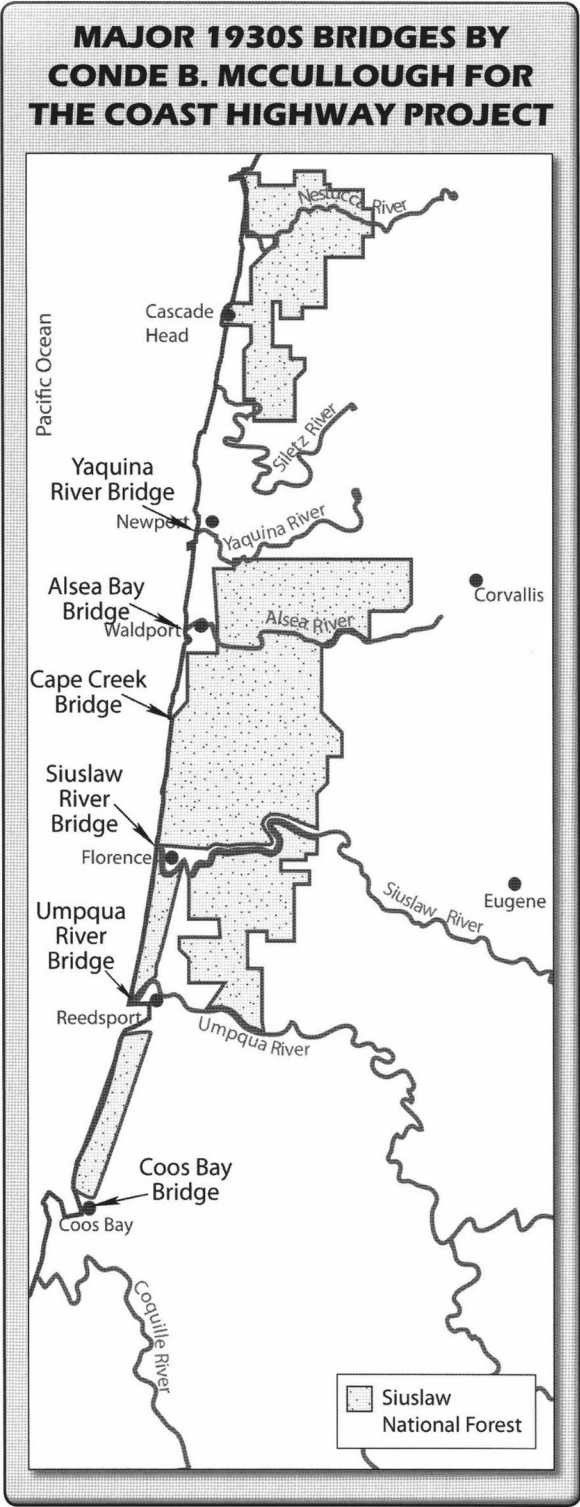 MAJOR 1930S BRIDGES BY
CONDE B. MCCULLOUGH FOR
THE COAST HIGHWAY PROJECT
Nestucca River
Cascade
Head
Pacific Ocean
Siletz River
Yaquina
River Bridge
Newport
Yaquina River
Corvallis
Alsea Bay
Bridge
Waldport
Alsea River
Cape Creek
Bridge
Siuslaw
River
Bridge
Florence
Siuslaw River
Eugene
Umpqua
River
Bridge
Reedsport
Umpqua River
Coos Bay
Bridge
Coos Bay
Coquille River
Siuslaw
National Forest